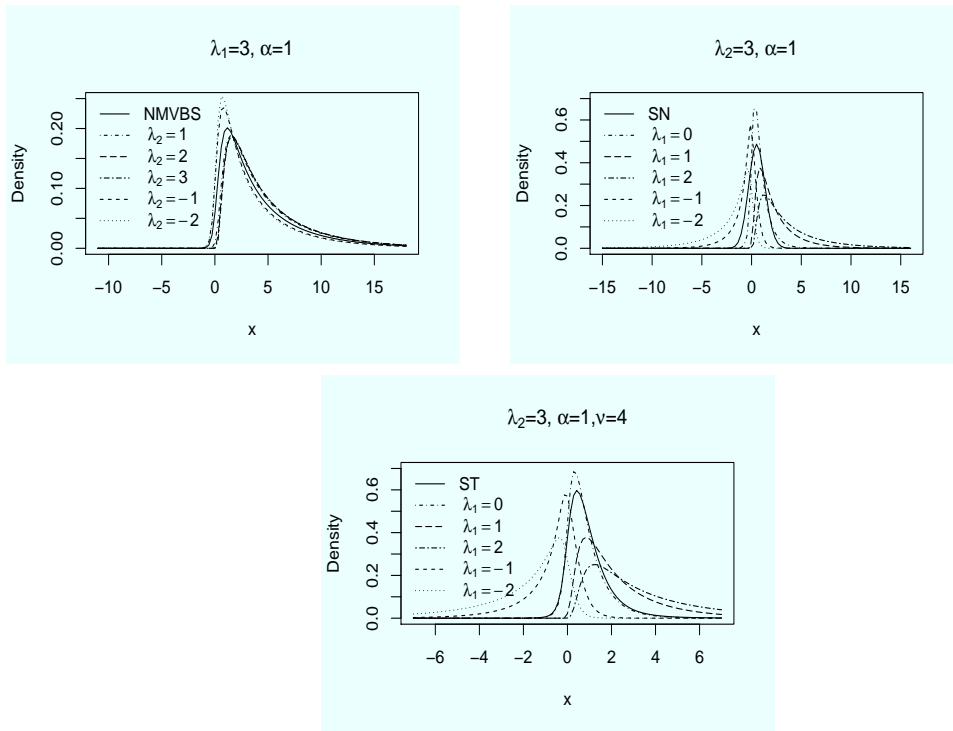 λ₁=3, α=1
Density
0.00 0.10 0.20
NMVBS
λ₂ = 1
λ₂ = 2
λ₂ = 3
λ₂ = −1
λ₂ = −2
−10 −5 0 5 10 15
x
λ₂=3, α=1
Density
0.0 0.2 0.4 0.6
SN
λ₁ = 0
λ₁ = 1
λ₁ = 2
λ₁ = −1
λ₁ = −2
−15 −10 −5 0 5 10 15
x
λ₂=3, α=1,ν=4
Density
0.0 0.2 0.4 0.6
ST
λ₁ = 0
λ₁ = 1
λ₁ = 2
λ₁ = −1
λ₁ = −2
−6 −4 −2 0 2 4 6
x